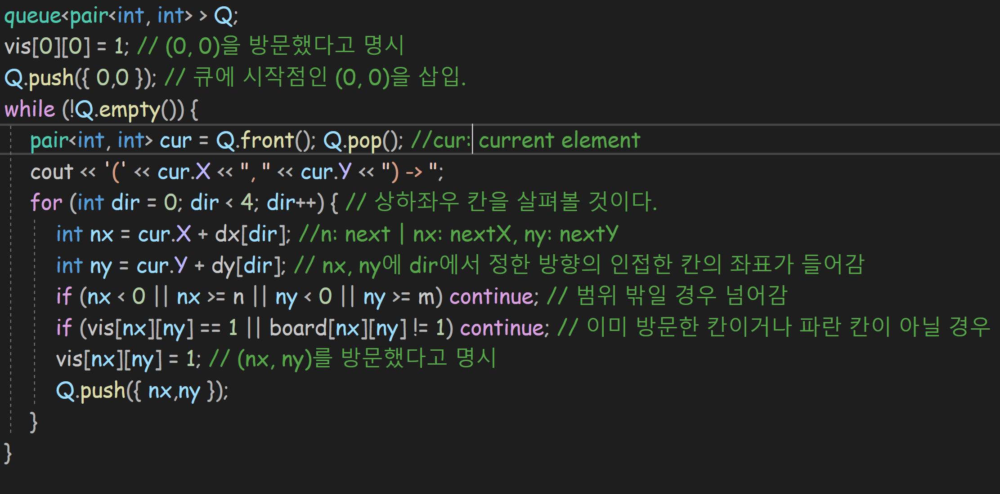 queue<pair<int, int> > Q;
vis[0][0] = 1; // (0, 0)을 방문했다고 명시
Q.push({ 0,0 }); // 큐에 시작점인 (0, 0)을 삽입.
while (!Q.empty()) {
pair<int, int> cur = Q.front(); Q.pop(); //cur: current element
cout << '(' << cur.X << ", " << cur.Y << ") -> ";
for (int dir = 0; dir < 4; dir++) { // 상하좌우 칸을 살펴볼 것이다.
int nx = cur.X + dx[dir]; //n: next | nx: nextX, ny: nextY
int ny = cur.Y + dy[dir]; // nx, ny에 dir에서 정한 방향의 인접한 칸의 좌표가 들어감
if (nx < 0 || nx >= n || ny < 0 || ny >= m) continue; // 범위 밖일 경우 넘어감
if (vis[nx][ny] == 1 || board[nx][ny] != 1) continue; // 이미 방문한 칸이거나 파란 칸이 아닐 경우
vis[nx][ny] = 1; // (nx, ny)를 방문했다고 명시
Q.push({ nx,ny });
}
}